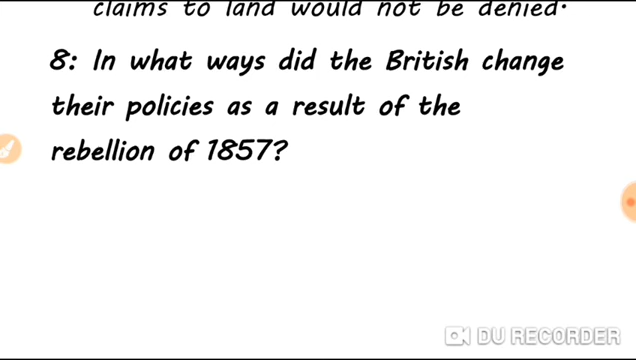 claims to land would not be denied.
8: In what ways did the British change
their policies as a result of the
rebellion of 1857?
DU RECORDER